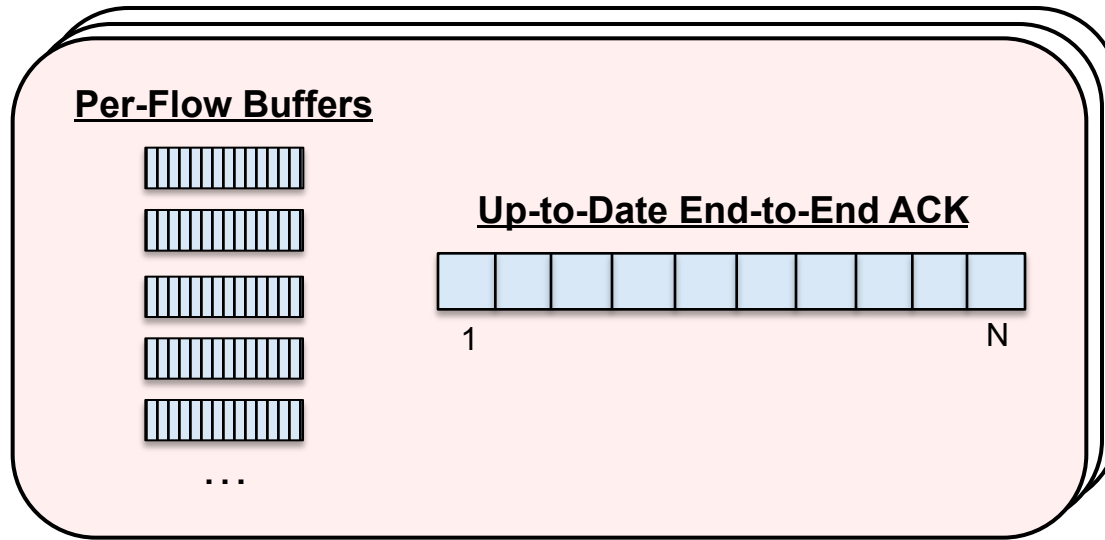 Per-Flow Buffers
Up-to-Date End-to-End ACK
1 N
...